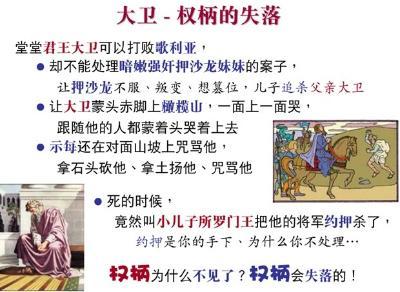 大卫 - 权柄的失落
堂堂君王大卫可以打败歌利亚，
● 却不能处理暗嫩强奸押沙龙妹妹的案子，
让押沙龙不服、叛变、想篡位，儿子追杀父亲大卫
● 让大卫蒙头赤脚上橄榄山，一面上一面哭，
跟随他的人都蒙着头哭着上去
● 示每还在对面山坡上咒骂他，
拿石头砍他、拿土扬他、咒骂他
● 死的时候，
竟然叫小儿子所罗门王把他的将军约押杀了，
约押是你的手下、为什么你不处理…
权柄为什么不见了？权柄会失落的！